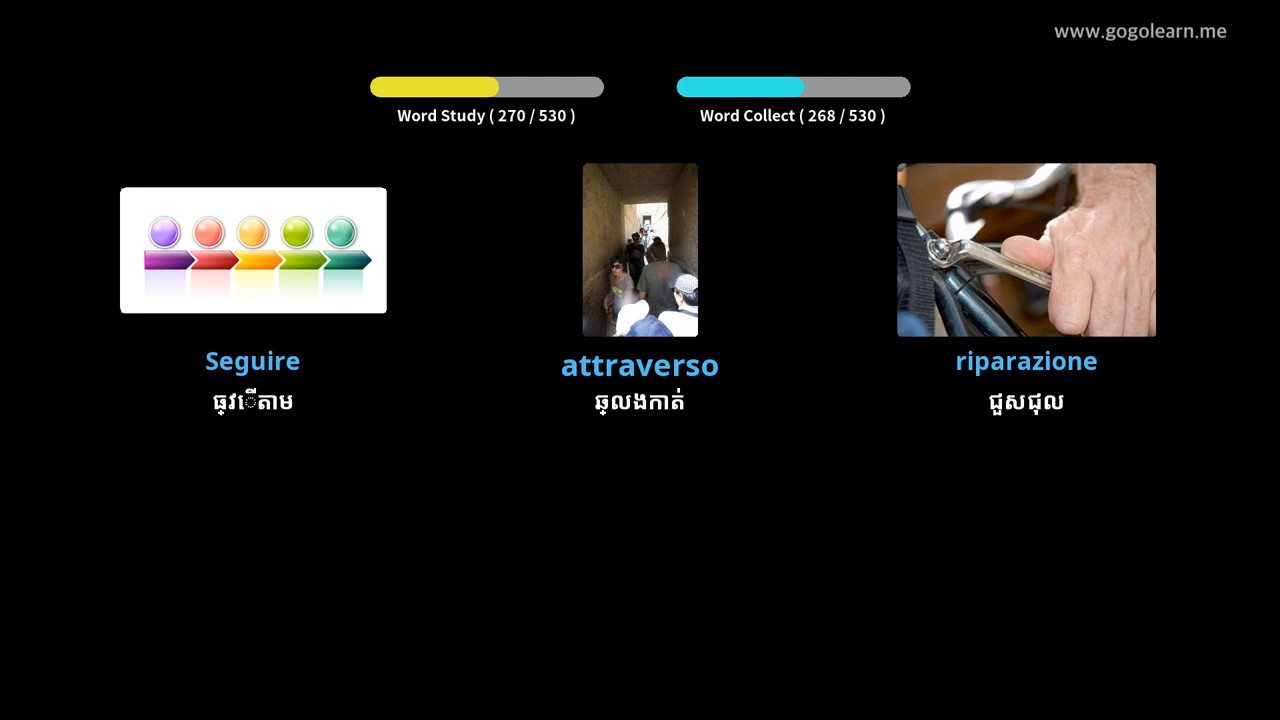 www.gogolearn.me
Word Study ( 270 / 530 )
Word Collect ( 268 / 530 )
Seguire
attraverso
riparazione
ធ្វើតាម
ឆ្លងកាត់
ជួសជុល